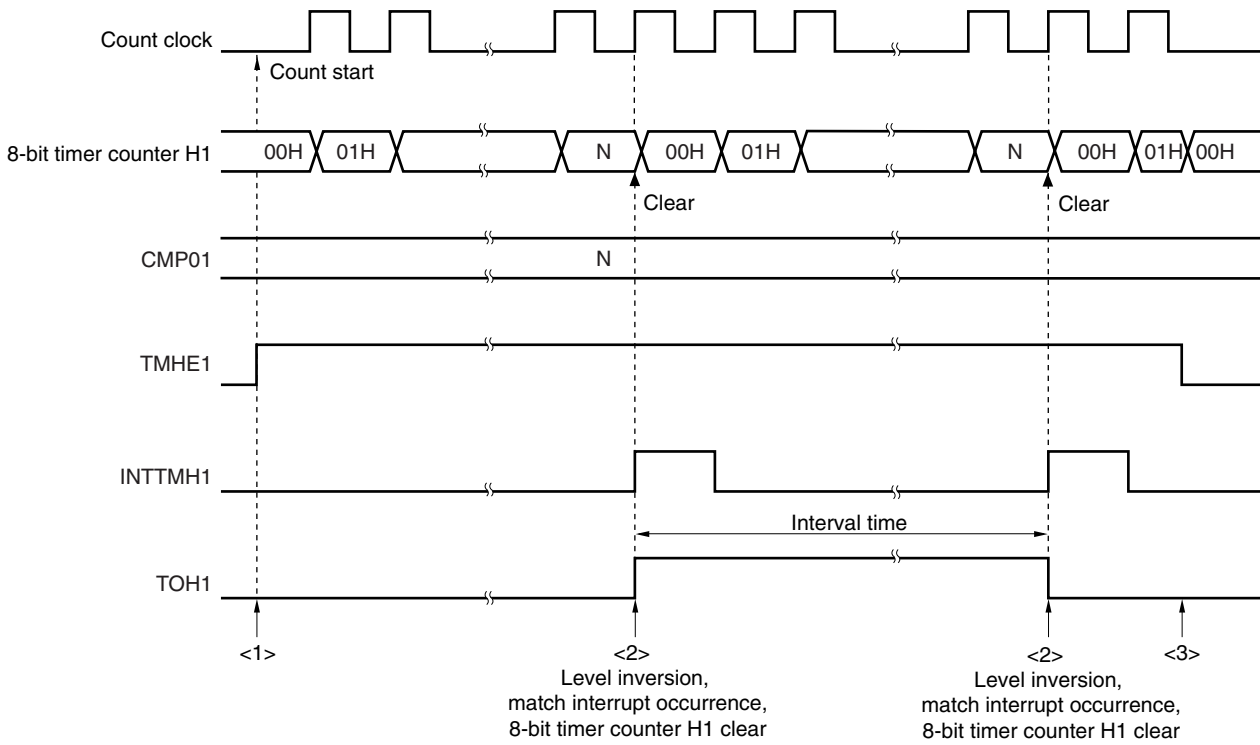 Count clock
Count start
8-bit timer counter H1
00H 01H N 00H 01H N 00H 01H 00H
Clear Clear
CMP01 N
TMHE1
INTTMH1
Interval time
TOH1
<1> <2> <2> <3>
Level inversion,
match interrupt occurrence,
8-bit timer counter H1 clear
Level inversion,
match interrupt occurrence,
8-bit timer counter H1 clear